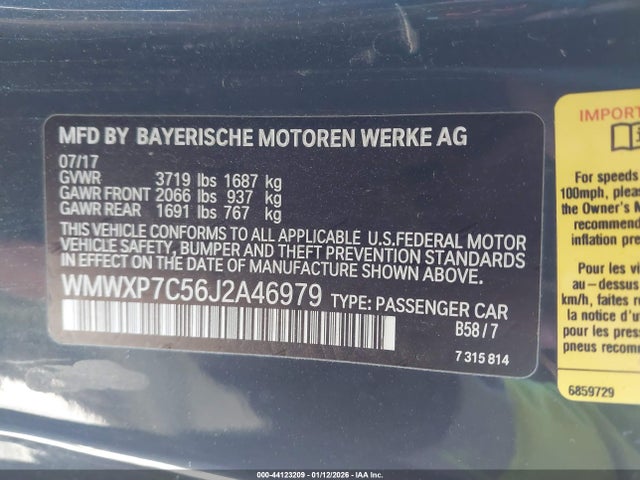 MFD BY BAYERISCHE MOTOREN WERKE AG
07/17
GVWR 3719 lbs 1687 kg
GAWR FRONT 2066 lbs 937 kg
GAWR REAR 1691 lbs 767 kg
THIS VEHICLE CONFORMS TO ALL APPLICABLE U.S.FEDERAL MOTOR
VEHICLE SAFETY, BUMPER AND THEFT PREVENTION STANDARDS
IN EFFECT ON THE DATE OF MANUFACTURE SHOWN ABOVE.
WMWXP7C56J2A46979 TYPE: PASSENGER CAR
B58/7
7 315 814
IMPORT
For speeds
100mph, please
the Owner's M
recommend
inflation pre
Pour les vi
au-dessus d
km/h, faites
notice d'ut
pour les press
pneus recomm
6859729
000-44123209 - 01/12/2026 - IAA Inc.